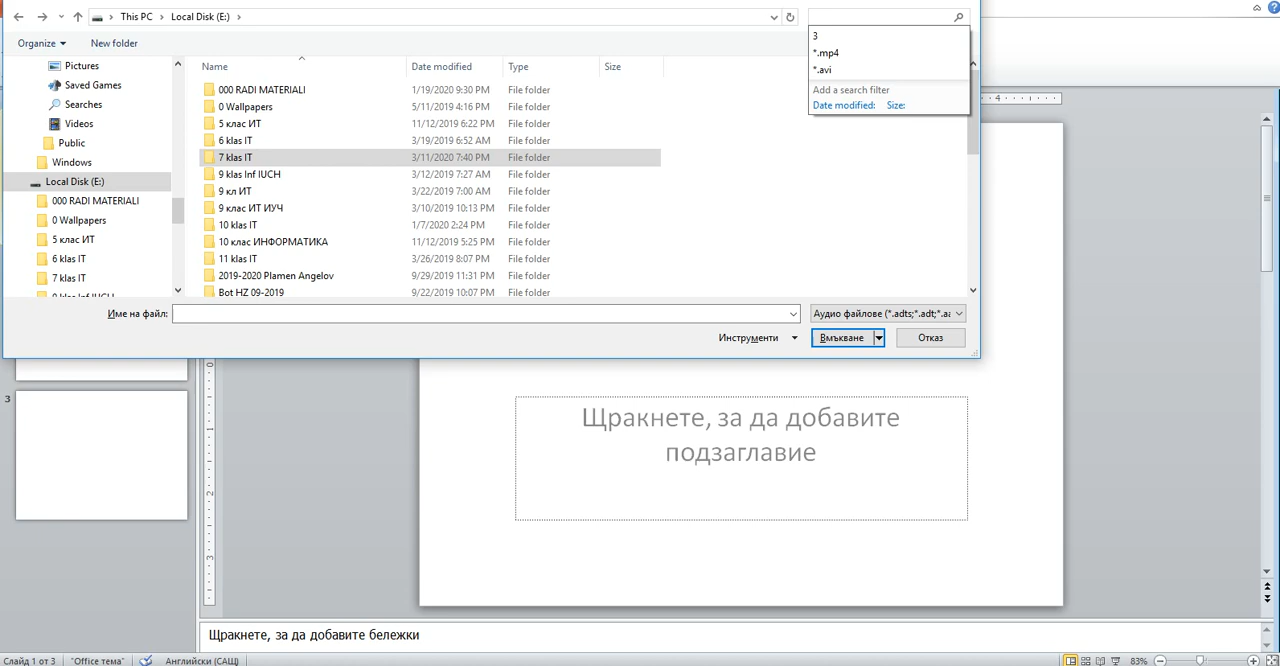 This PC > Local Disk (E:) >
Organize
New folder
3
*.mp4
*.avi
Add a search filter
Date modified: Size:
Pictures
Saved Games
Searches
Videos
Public
Windows
Local Disk (E:)
000 RADI MATERIALI
0 Wallpapers
5 клас ИТ
6 klas IT
7 klas IT
Name Date modified Type Size
000 RADI MATERIALI 1/19/2020 9:30 PM File folder
0 Wallpapers 5/11/2019 4:16 PM File folder
5 клас ИТ 11/12/2019 6:22 PM File folder
6 klas IT 3/19/2019 6:52 AM File folder
7 klas IT 3/11/2020 7:40 PM File folder
9 klas Inf IUCH 3/12/2019 7:27 AM File folder
9 кл ИТ 3/22/2019 7:00 AM File folder
9 клас ИТ ИУЧ 3/10/2019 10:13 PM File folder
10 klas IT 1/7/2020 2:24 PM File folder
10 клас ИНФОРМАТИКА 11/12/2019 5:25 PM File folder
11 klas IT 3/26/2019 8:07 PM File folder
2019-2020 Plamen Angelov 9/29/2019 11:31 PM File folder
Bot HZ 09-2019 9/22/2019 10:07 PM File folder
Име на файл:
Аудио файлове (*.adts;*.adt;*.aa
Инструменти
Вмъкване
Отказ
4
3
0
1
2
3
Щракнете, за да добавите
подзаглавие
Щракнете, за да добавите бележки
Слайд 1 от 3 "Office тема" Английски (САЩ) 83%